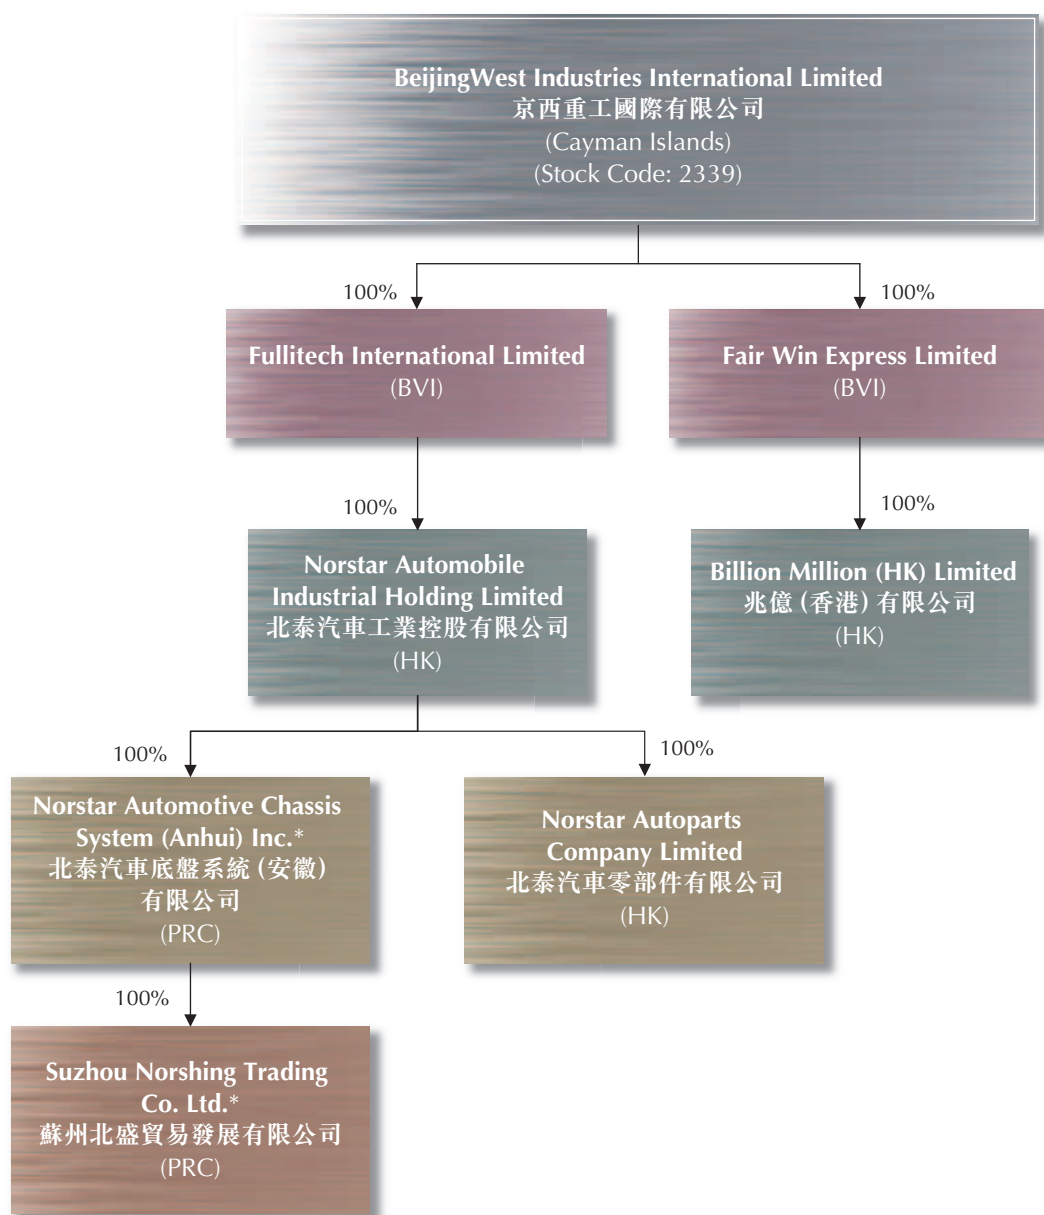 BeijingWest Industries International Limited
京西重工國際有限公司
(Cayman Islands)
(Stock Code: 2339)
100%
100%
Fullitech International Limited
(BVI)
Fair Win Express Limited
(BVI)
100%
100%
Norstar Automobile
Industrial Holding Limited
北泰汽車工業控股有限公司
(HK)
Billion Million (HK) Limited
兆億(香港)有限公司
(HK)
100%
100%
Norstar Automotive Chassis
System (Anhui) Inc.*
北泰汽車底盤系統(安徽)
有限公司
(PRC)
Norstar Autoparts
Company Limited
北泰汽車零部件有限公司
(HK)
100%
Suzhou Norshing Trading
Co. Ltd.*
蘇州北盛貿易發展有限公司
(PRC)